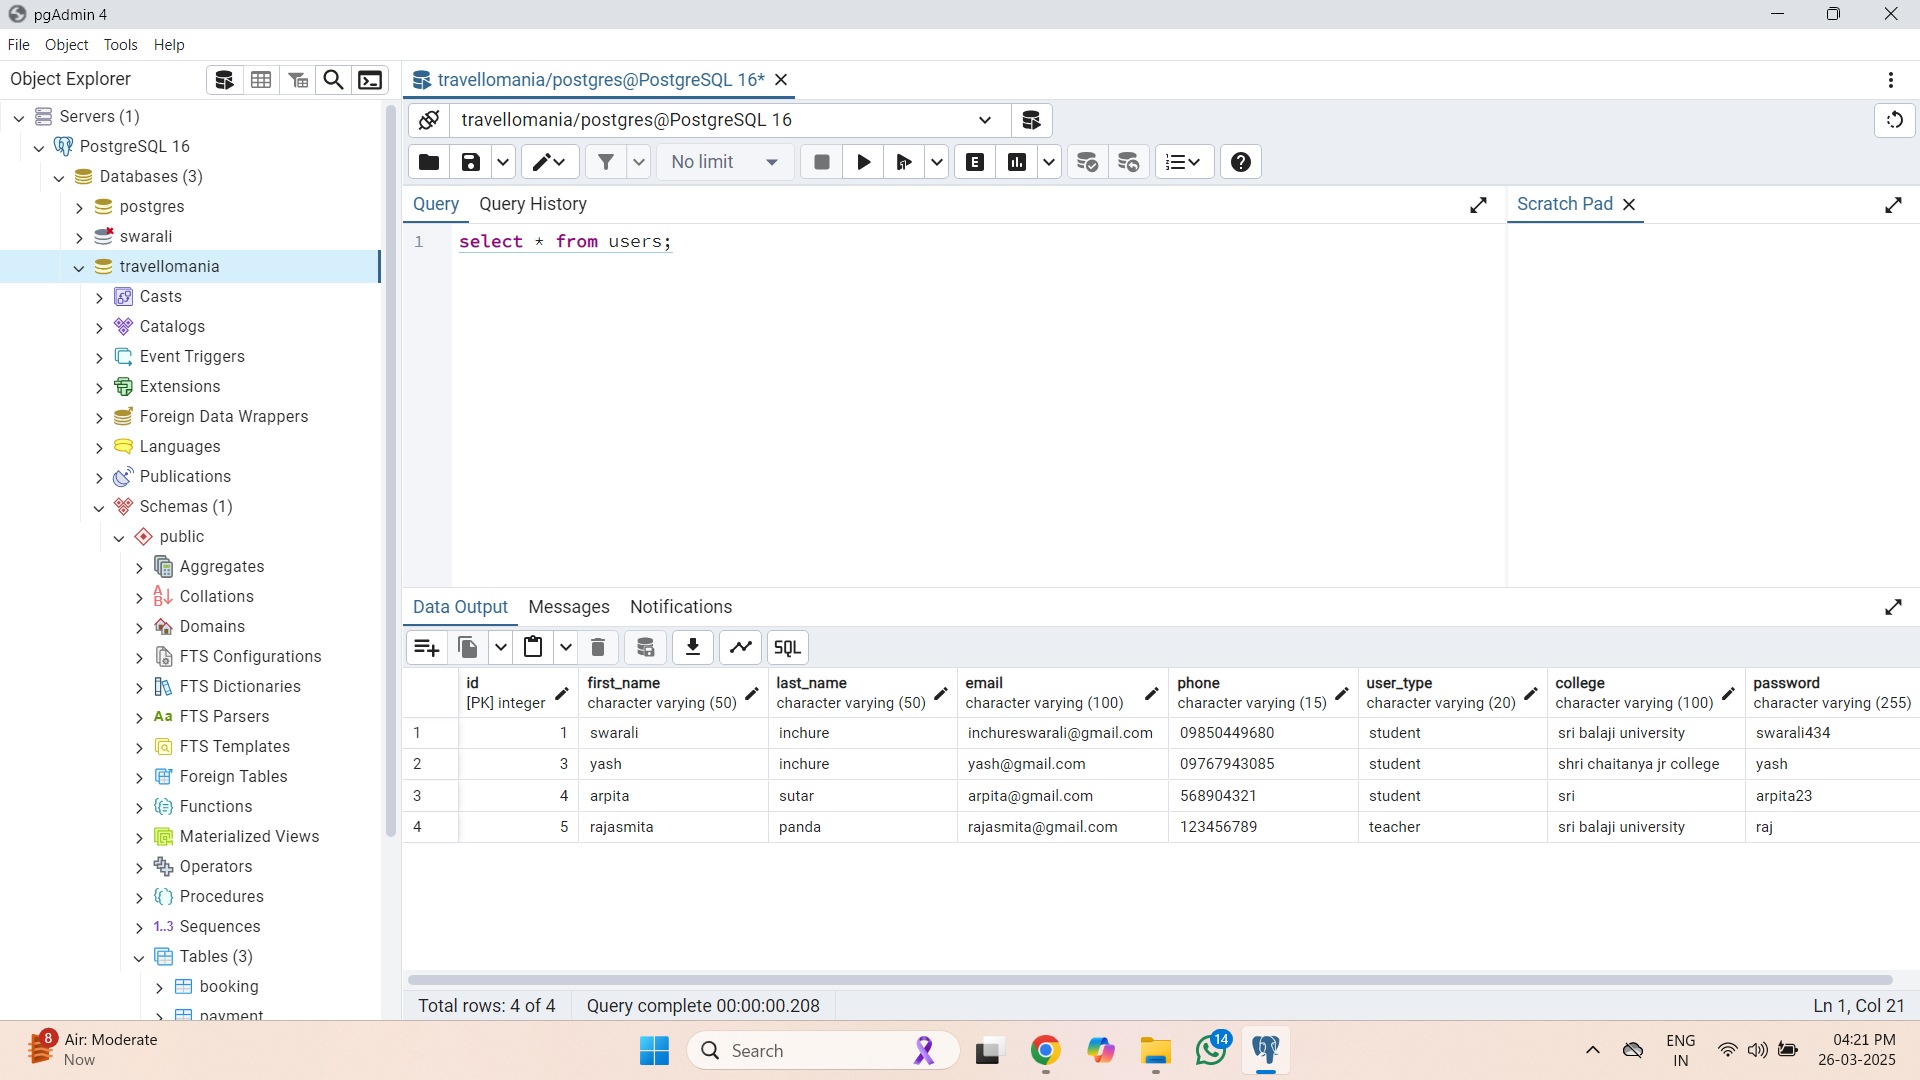 pgAdmin 4
File Object Tools Help
Object Explorer
travellomania/postgres@PostgreSQL 16*
Servers (1)
PostgreSQL 16
Databases (3)
postgres
swarali
travellomania
Casts
Catalogs
Event Triggers
Extensions
Foreign Data Wrappers
Languages
Publications
Schemas (1)
public
Aggregates
Collations
Domains
FTS Configurations
FTS Dictionaries
Aa FTS Parsers
FTS Templates
Foreign Tables
Functions
Materialized Views
Operators
Procedures
1..3 Sequences
Tables (3)
booking
payment
travellomania/postgres@PostgreSQL 16
No limit
E
Query Query History
Scratch Pad
1 select * from users;
Data Output Messages Notifications
SQL
id first_name last_name email phone user_type college password
[PK] integer character varying (50) character varying (50) character varying (100) character varying (15) character varying (20) character varying (100) character varying (255)
1 1 swarali inchure inchureswarali@gmail.com 09850449680 student sri balaji university swarali434
2 3 yash inchure yash@gmail.com 09767943085 student shri chaitanya jr college yash
3 4 arpita sutar arpita@gmail.com 568904321 student sri arpita23
4 5 rajasmita panda rajasmita@gmail.com 123456789 teacher sri balaji university raj
Total rows: 4 of 4 Query complete 00:00:00.208 Ln 1, Col 21
8
Air: Moderate
Now
Search
14
ENG
IN
04:21 PM
26-03-2025